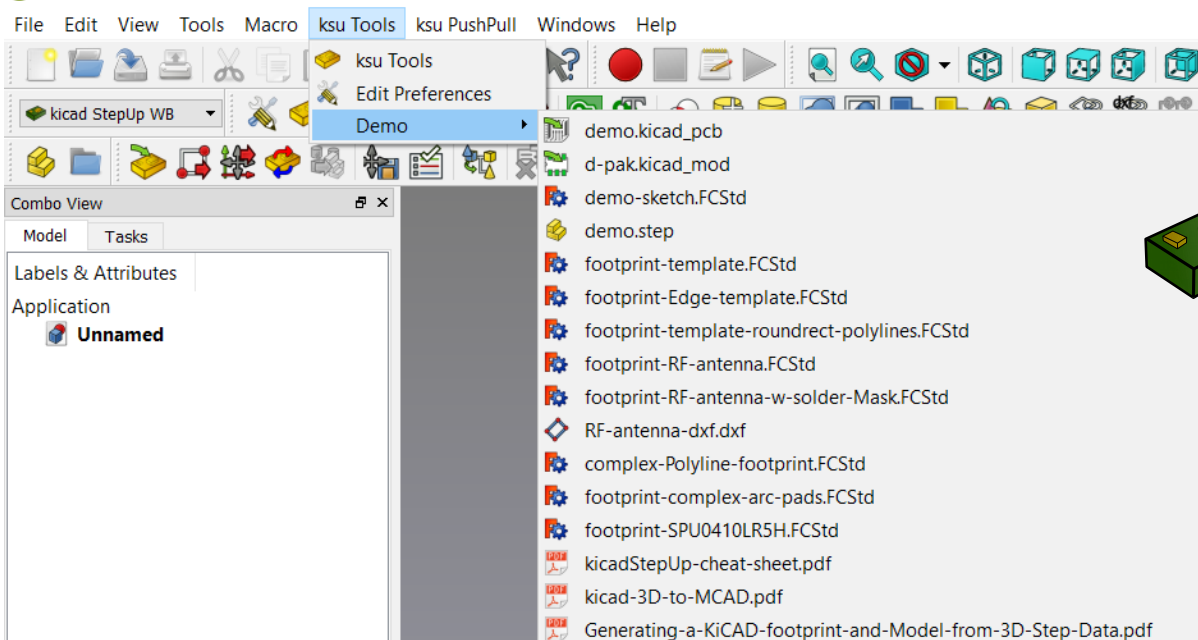 File Edit View Tools Macro ksu Tools ksu PushPull Windows Help
ksu Tools
Edit Preferences
Demo
kicad StepUp WB
demo.kicad_pcb
d-pak.kicad_mod
demo-sketch.FCStd
demo.step
footprint-template.FCStd
footprint-Edge-template.FCStd
footprint-template-roundrect-polylines.FCStd
footprint-RF-antenna.FCStd
footprint-RF-antenna-w-solder-Mask.FCStd
RF-antenna-dxf.dxf
complex-Polyline-footprint.FCStd
footprint-complex-arc-pads.FCStd
footprint-SPU0410LR5H.FCStd
kicadStepUp-cheat-sheet.pdf
kicad-3D-to-MCAD.pdf
Generating-a-KiCAD-footprint-and-Model-from-3D-Step-Data.pdf
Combo View
Model Tasks
Labels & Attributes
Application
Unnamed